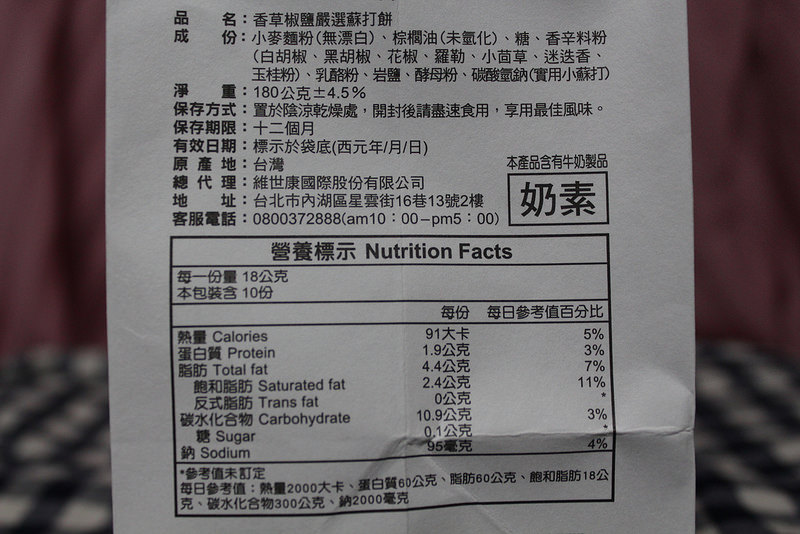 品　　名：香草椒鹽嚴選蘇打餅
成　　份：小麥麵粉(無漂白)、棕櫚油(未氫化)、糖、香辛料粉
(白胡椒、黑胡椒、花椒、羅勒、小茴草、迷迭香、
玉桂粉)、乳酪粉、岩鹽、酵母粉、碳酸氫鈉(實用小蘇打)
淨　　重：180公克±4.5%
保存方式：置於陰涼乾燥處，開封後請盡速食用，享用最佳風味。
保存期限：十二個月
有效日期：標示於袋底(西元年/月/日)
原 產 地：台灣
本產品含有牛奶製品
總 代 理：維世康國際股份有限公司
奶素
地　　址：台北市內湖區星雲街16巷13號2樓
客服電話：0800372888(am10：00–pm5：00)
營養標示 Nutrition Facts
每一份量 18公克
本包裝含 10份
每份 每日參考值百分比
熱量 Calories 91大卡 5%
蛋白質 Protein 1.9公克 3%
脂肪 Total fat 4.4公克 7%
飽和脂肪 Saturated fat 2.4公克 11%
反式脂肪 Trans fat 0公克 *
碳水化合物 Carbohydrate 10.9公克 3%
糖 Sugar 0.1公克 *
鈉 Sodium 95毫克 4%
*參考值未訂定
每日參考值：熱量2000大卡、蛋白質60公克、脂肪60公克、飽和脂肪18公
克、碳水化合物300公克、鈉2000毫克